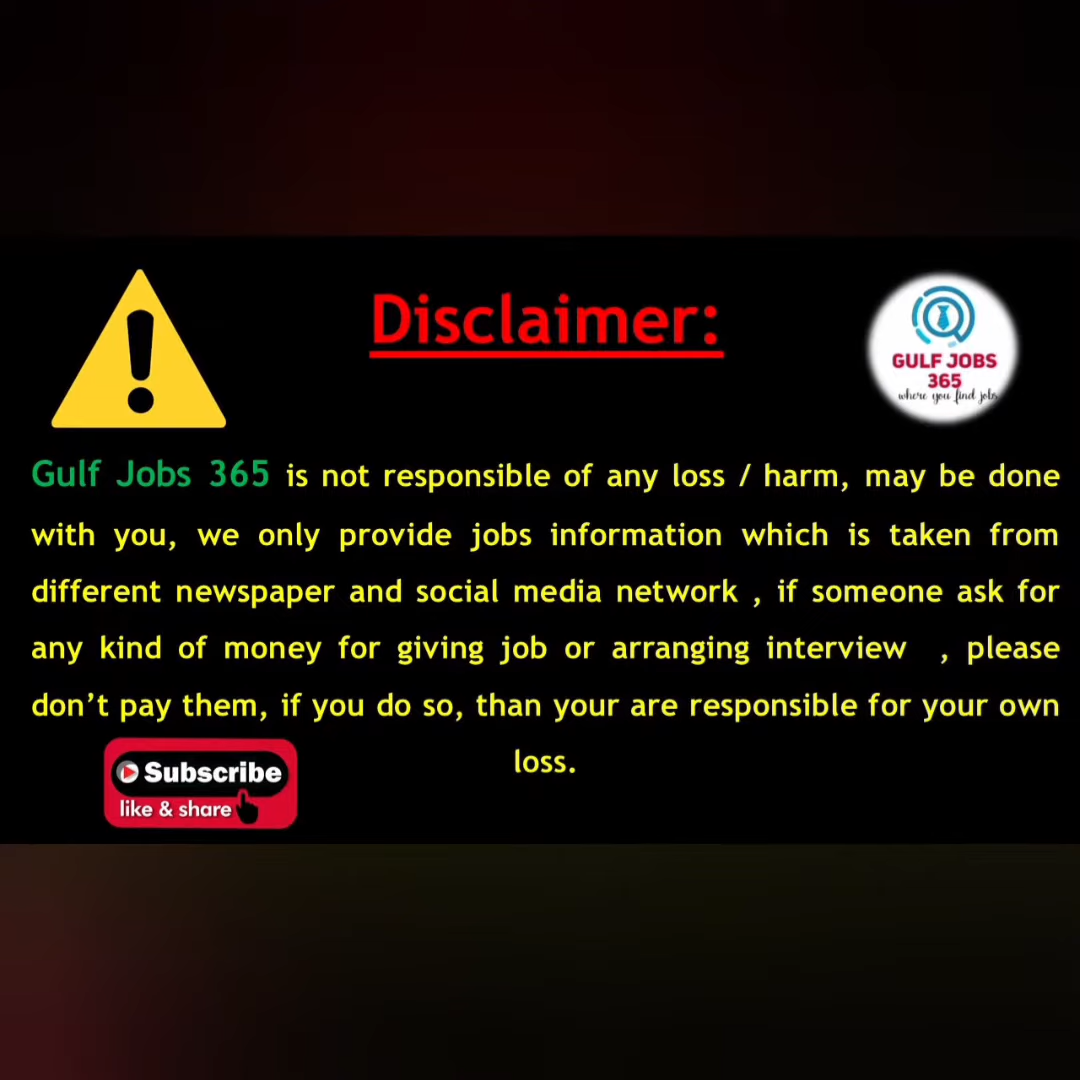 Disclaimer:
GULF JOBS
365
where you find jobs
Gulf Jobs 365 is not responsible of any loss / harm, may be done
with you, we only provide jobs information which is taken from
different newspaper and social media network , if someone ask for
any kind of money for giving job or arranging interview , please
don’t pay them, if you do so, than your are responsible for your own
loss.
Subscribe
like & share